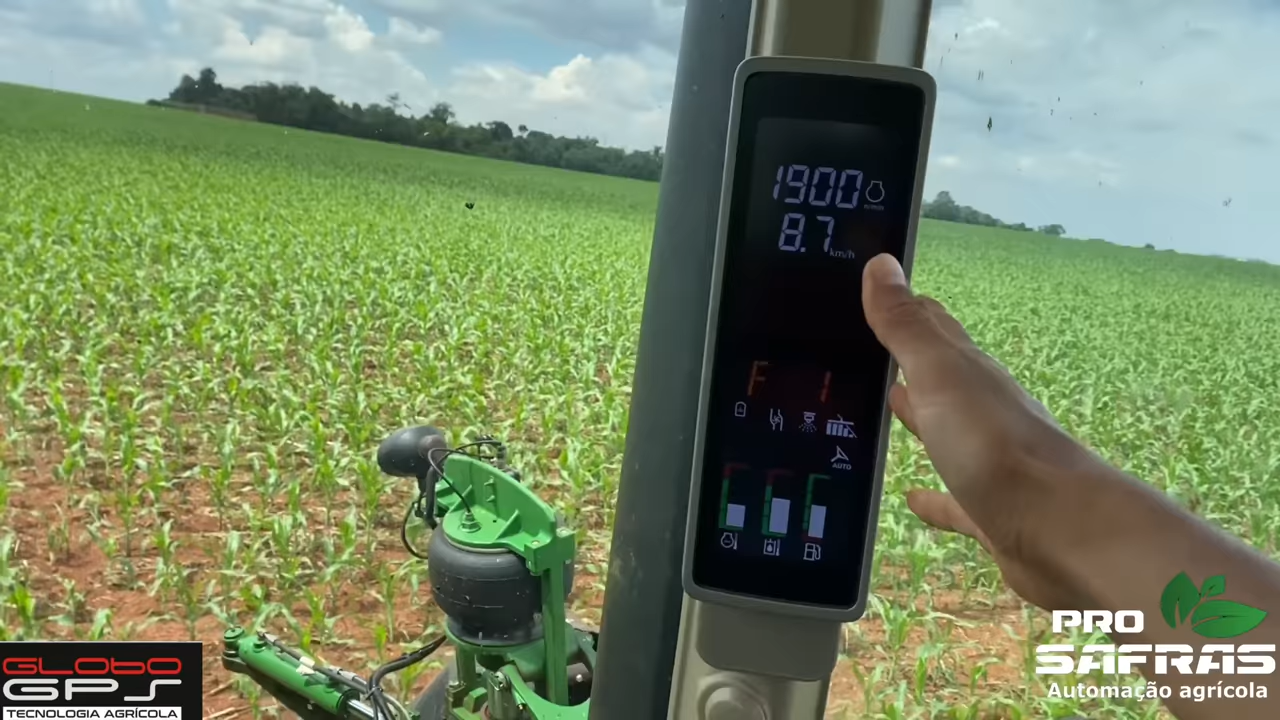 1900
8.7 km/h
F 1
AUTO
GLOBO
GPS
TECNOLOGIA AGRÍCOLA
PRO
SAFRAS
Automação agrícola